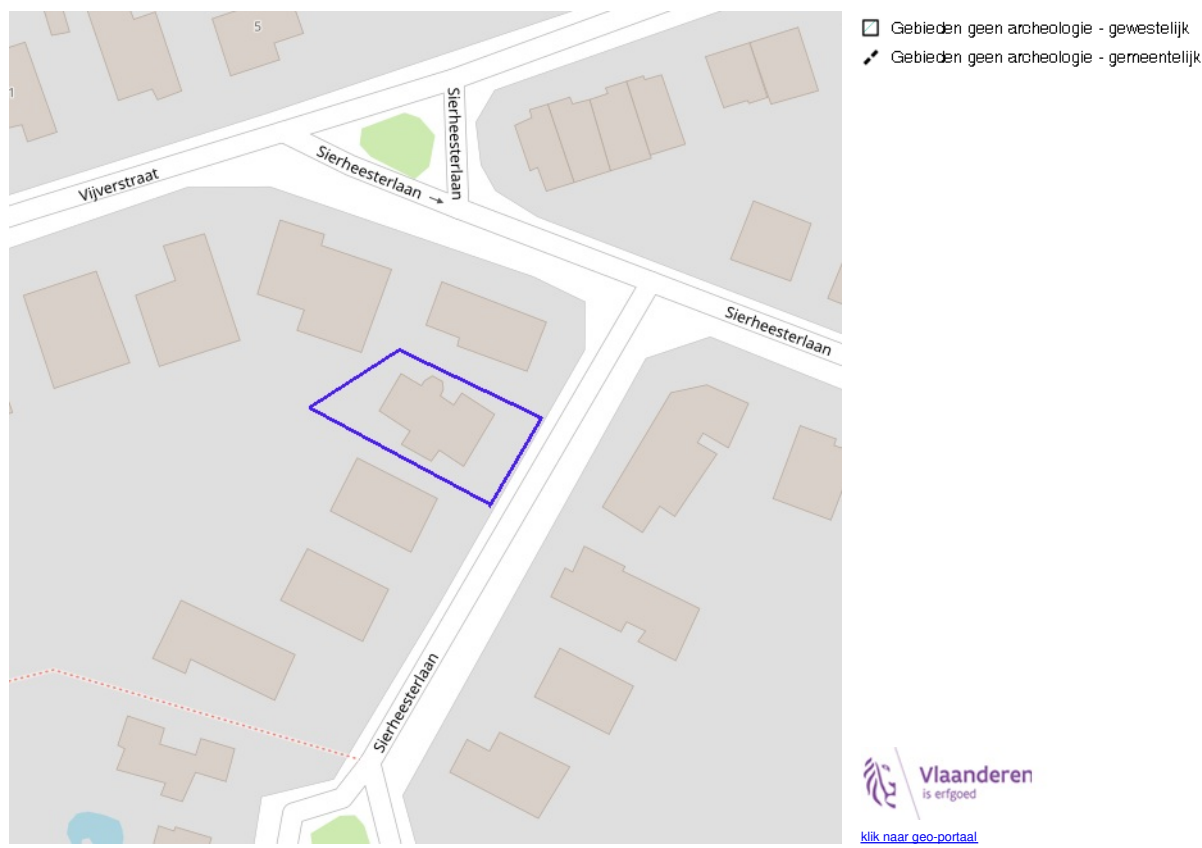 5
1
Sierheesterlaan
Sierheesterlaan
Vijverstraat
Sierheesterlaan
Sierheesterlaan
Gebieden geen archeologie - gewestelijk
Gebieden geen archeologie - gemeentelijk
Vlaanderen
is erfgoed
klik naar geo-portaal